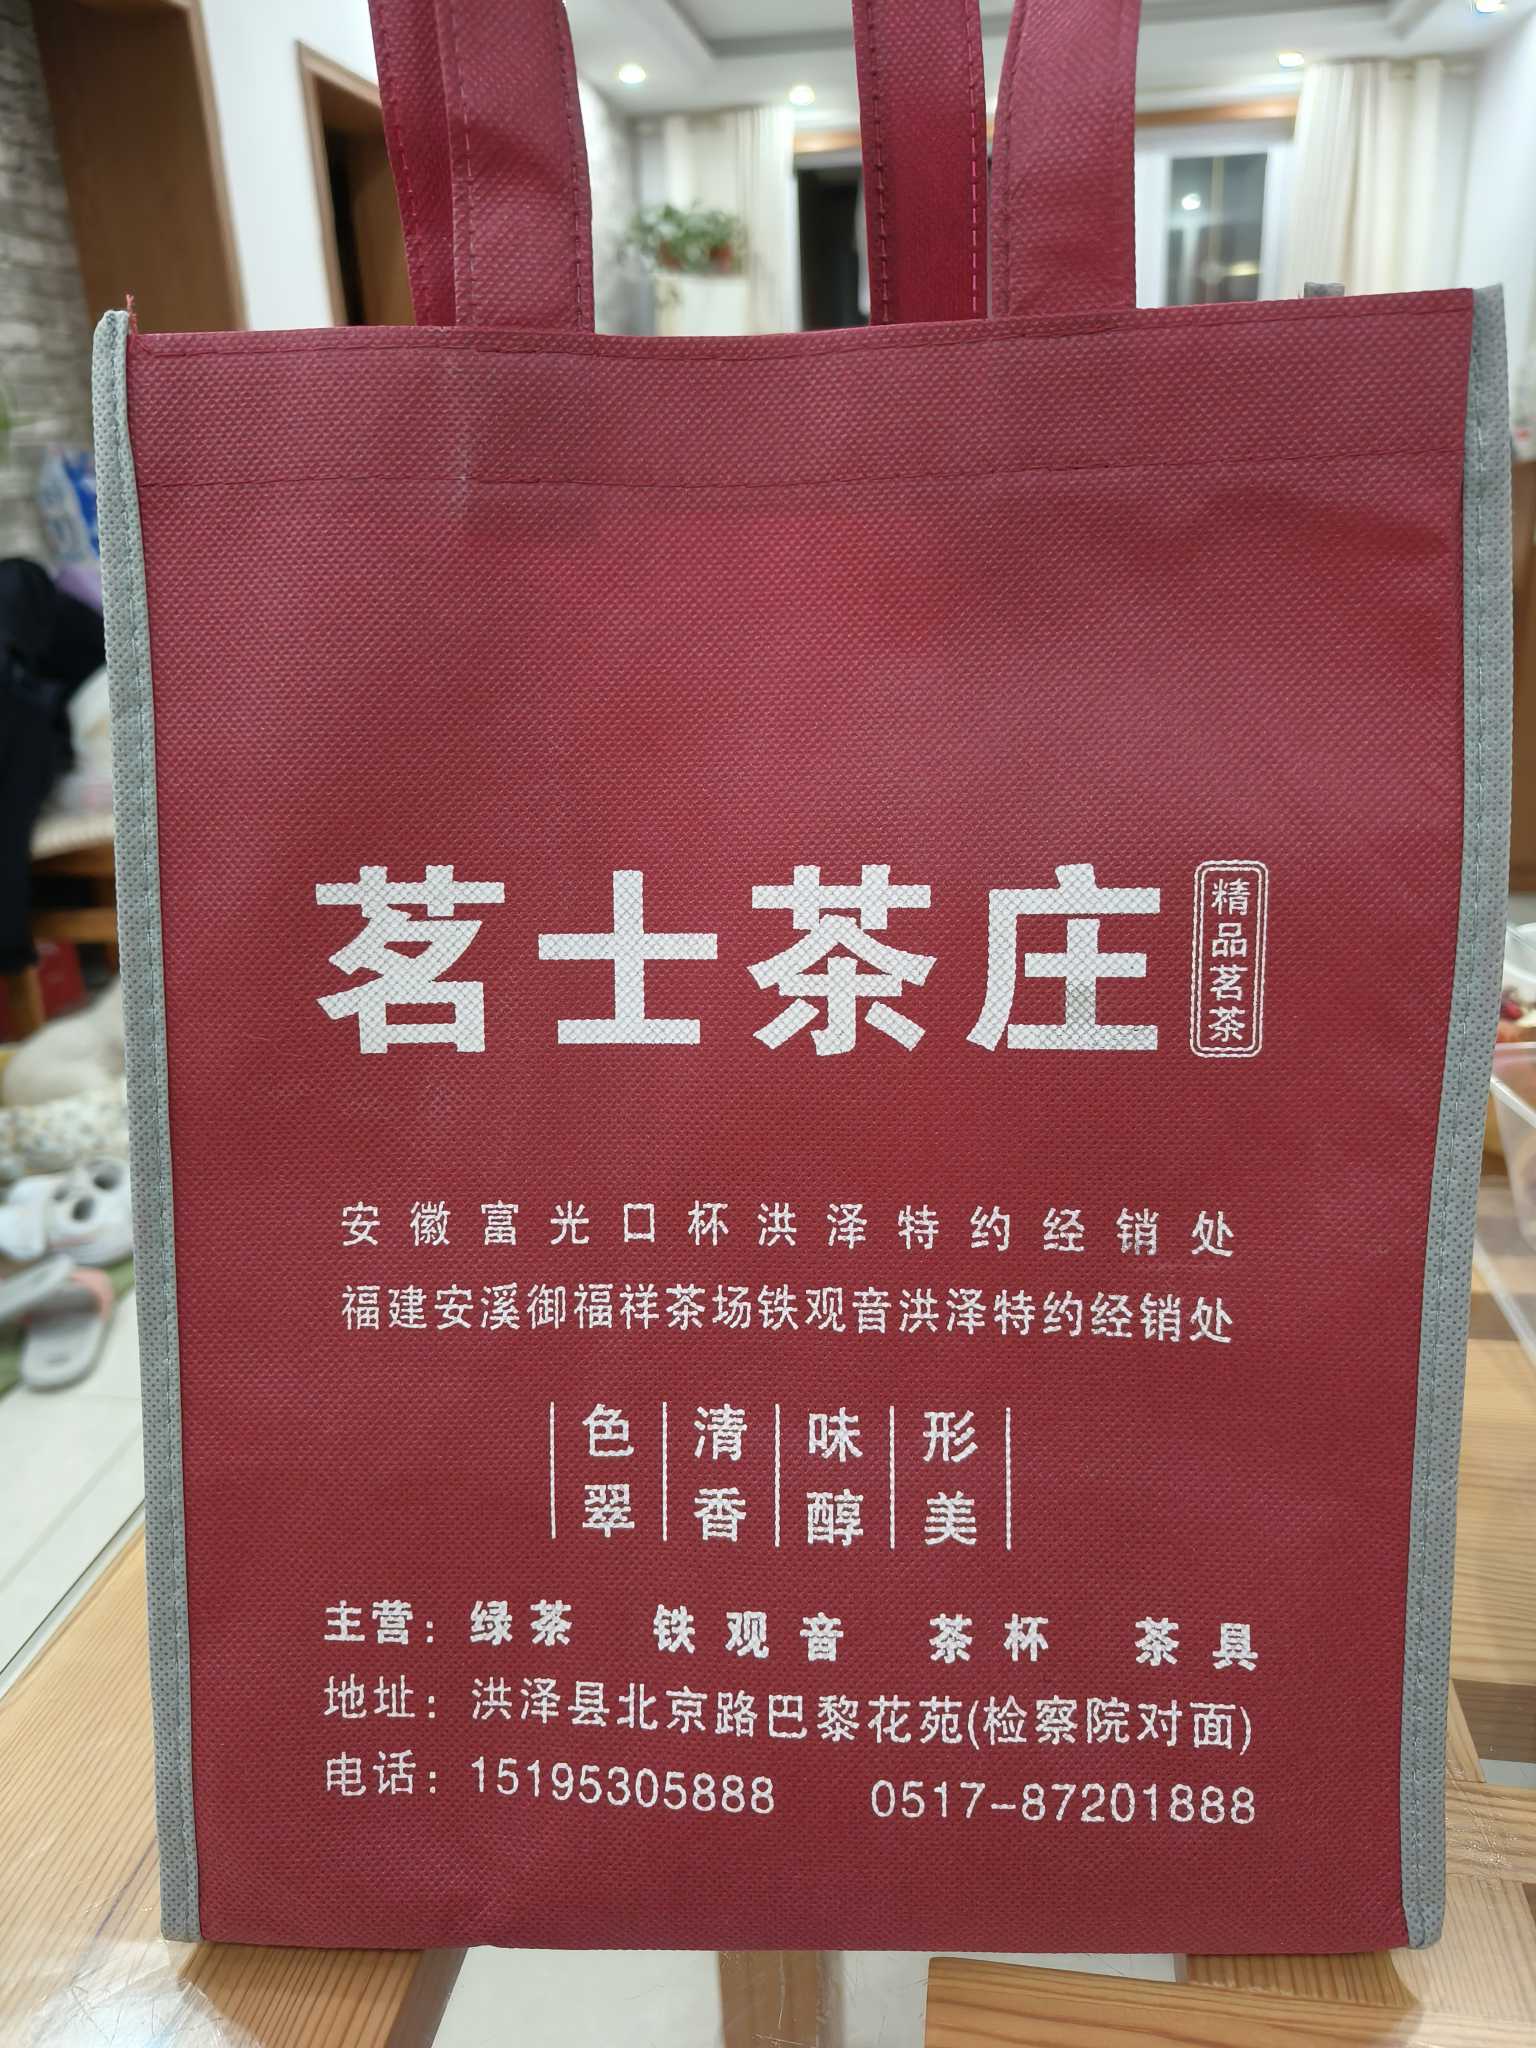 茗士茶庄
精品茗茶
安徽富光口杯洪泽特约经销处
福建安溪御福祥茶场铁观音洪泽特约经销处
色翠
清香
味醇
形美
主营：绿茶 铁观音 茶杯 茶具
地址：洪泽县北京路巴黎花苑(检察院对面)
电话：15195305888 0517-87201888